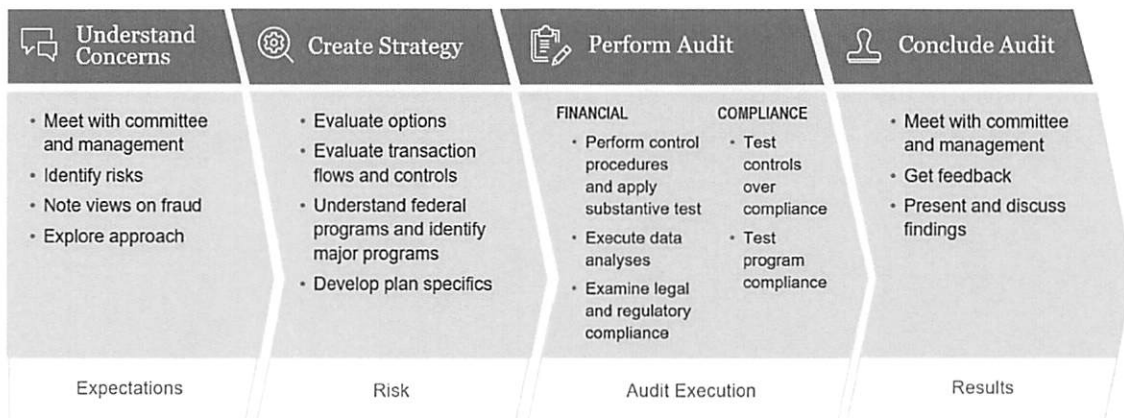 Understand
Concerns
Create Strategy
Perform Audit
Conclude Audit
• Meet with committee
and management
• Identify risks
• Note views on fraud
• Explore approach
• Evaluate options
• Evaluate transaction
flows and controls
• Understand federal
programs and identify
major programs
• Develop plan specifics
FINANCIAL
• Perform control
procedures
and apply
substantive test
• Execute data
analyses
• Examine legal
and regulatory
compliance
COMPLIANCE
• Test
controls
over
compliance
• Test
program
compliance
• Meet with committee
and management
• Get feedback
• Present and discuss
findings
Expectations
Risk
Audit Execution
Results